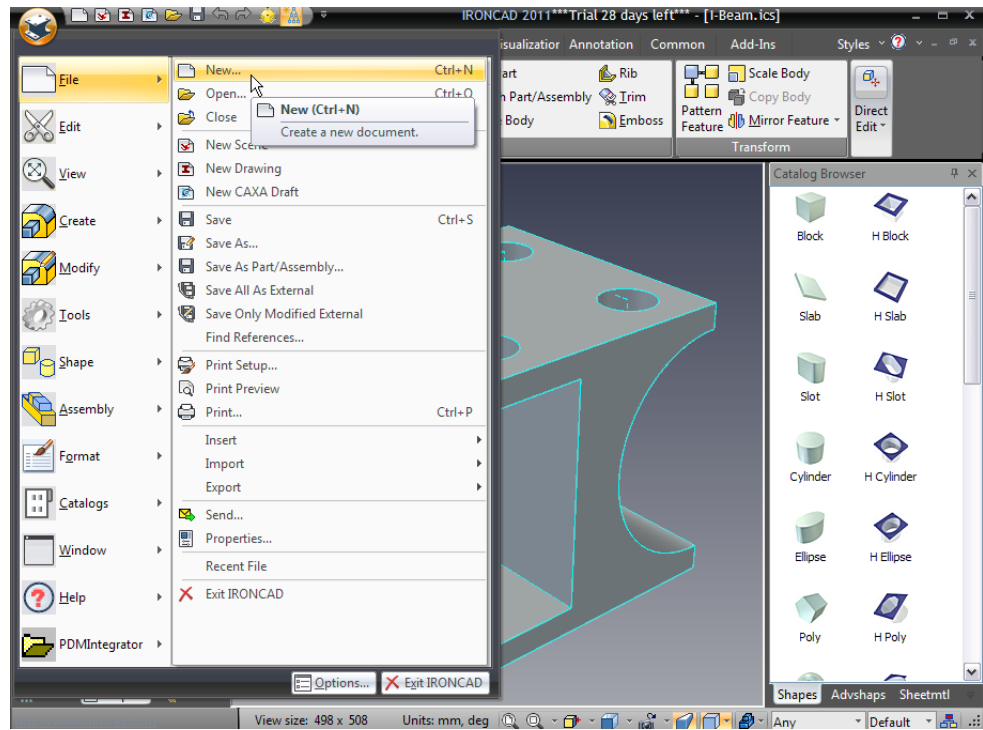 IRONCAD 2011***Trial 28 days left*** - [I-Beam.ics]
isualizatior Annotation Common Add-Ins Styles
art
Rib
Scale Body
n Part/Assembly
Trim
Copy Body
Body
Emboss
Pattern Feature
Mirror Feature
Direct Edit
Transform
File
Edit
View
Create
Modify
Tools
Shape
Assembly
Format
Catalogs
Window
Help
PDMIntegrator
New... Ctrl+N
Open... Ctrl+O
Close
New (Ctrl+N)
Create a new document.
New Scene
New Drawing
New CAXA Draft
Save Ctrl+S
Save As...
Save As Part/Assembly...
Save All As External
Save Only Modified External
Find References...
Print Setup...
Print Preview
Print... Ctrl+P
Insert
Import
Export
Send...
Properties...
Recent File
Exit IRONCAD
Options... Exit IRONCAD
Catalog Browser
Block H Block
Slab H Slab
Slot H Slot
Cylinder H Cylinder
Ellipse H Ellipse
Poly H Poly
Shapes Advshaps Sheetmtl
View size: 498 x 508 Units: mm, deg Any Default